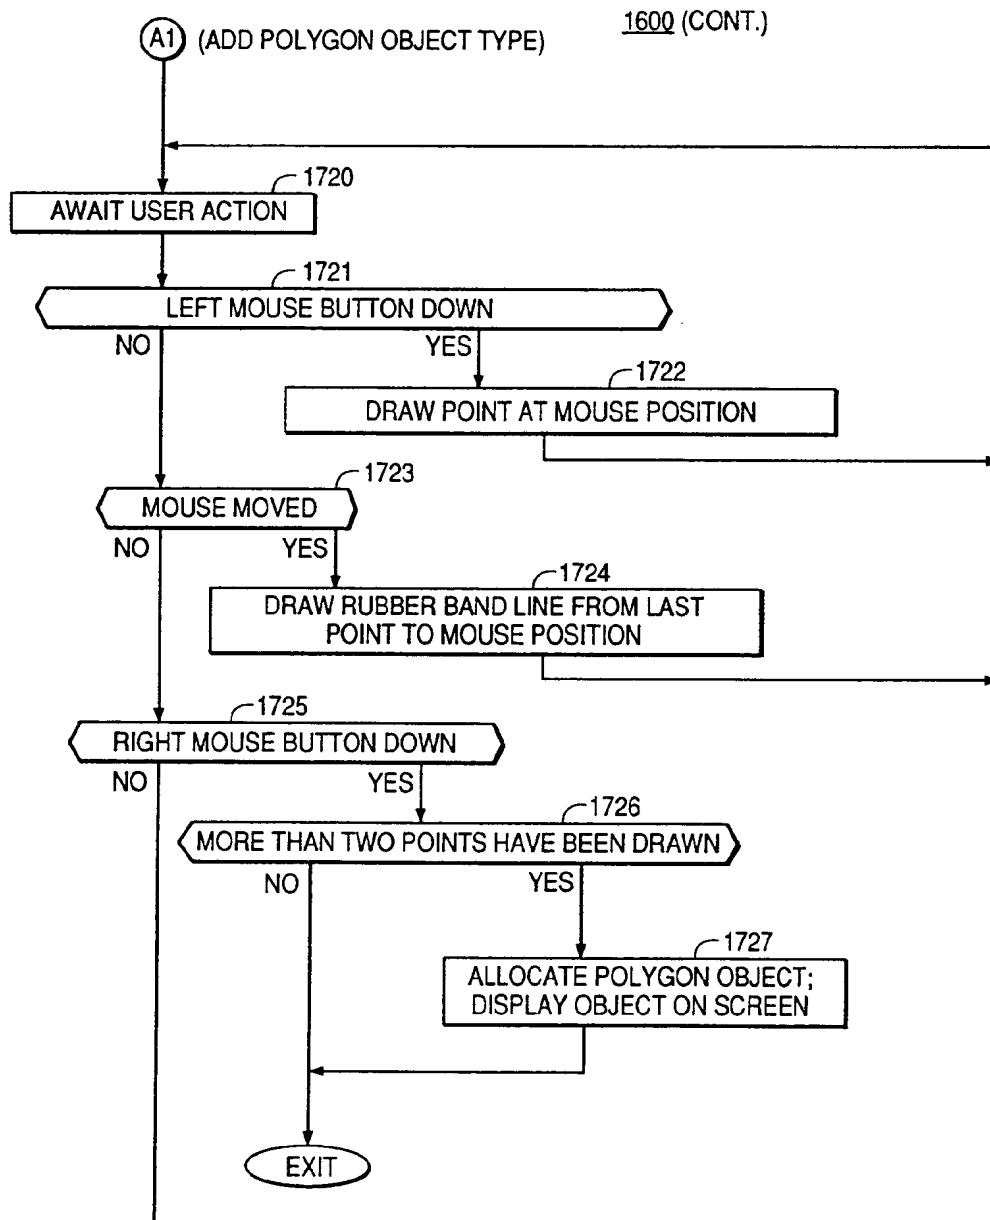 1600 (CONT.)
A1 (ADD POLYGON OBJECT TYPE)
1720
AWAIT USER ACTION
1721
LEFT MOUSE BUTTON DOWN
NO
YES
1722
DRAW POINT AT MOUSE POSITION
1723
MOUSE MOVED
NO
YES
1724
DRAW RUBBER BAND LINE FROM LAST
POINT TO MOUSE POSITION
1725
RIGHT MOUSE BUTTON DOWN
NO
YES
1726
MORE THAN TWO POINTS HAVE BEEN DRAWN
NO
YES
1727
ALLOCATE POLYGON OBJECT;
DISPLAY OBJECT ON SCREEN
EXIT